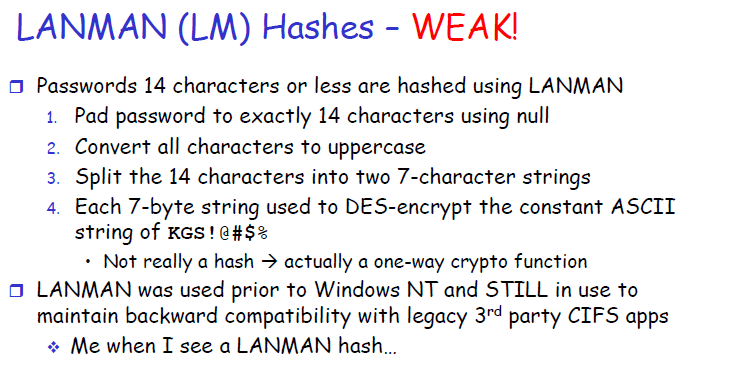 LANMAN (LM) Hashes – WEAK!
Passwords 14 characters or less are hashed using LANMAN
1. Pad password to exactly 14 characters using null
2. Convert all characters to uppercase
3. Split the 14 characters into two 7-character strings
4. Each 7-byte string used to DES-encrypt the constant ASCII
string of KGS!@#$%
• Not really a hash → actually a one-way crypto function
LANMAN was used prior to Windows NT and STILL in use to
maintain backward compatibility with legacy 3rd party CIFS apps
❖ Me when I see a LANMAN hash…